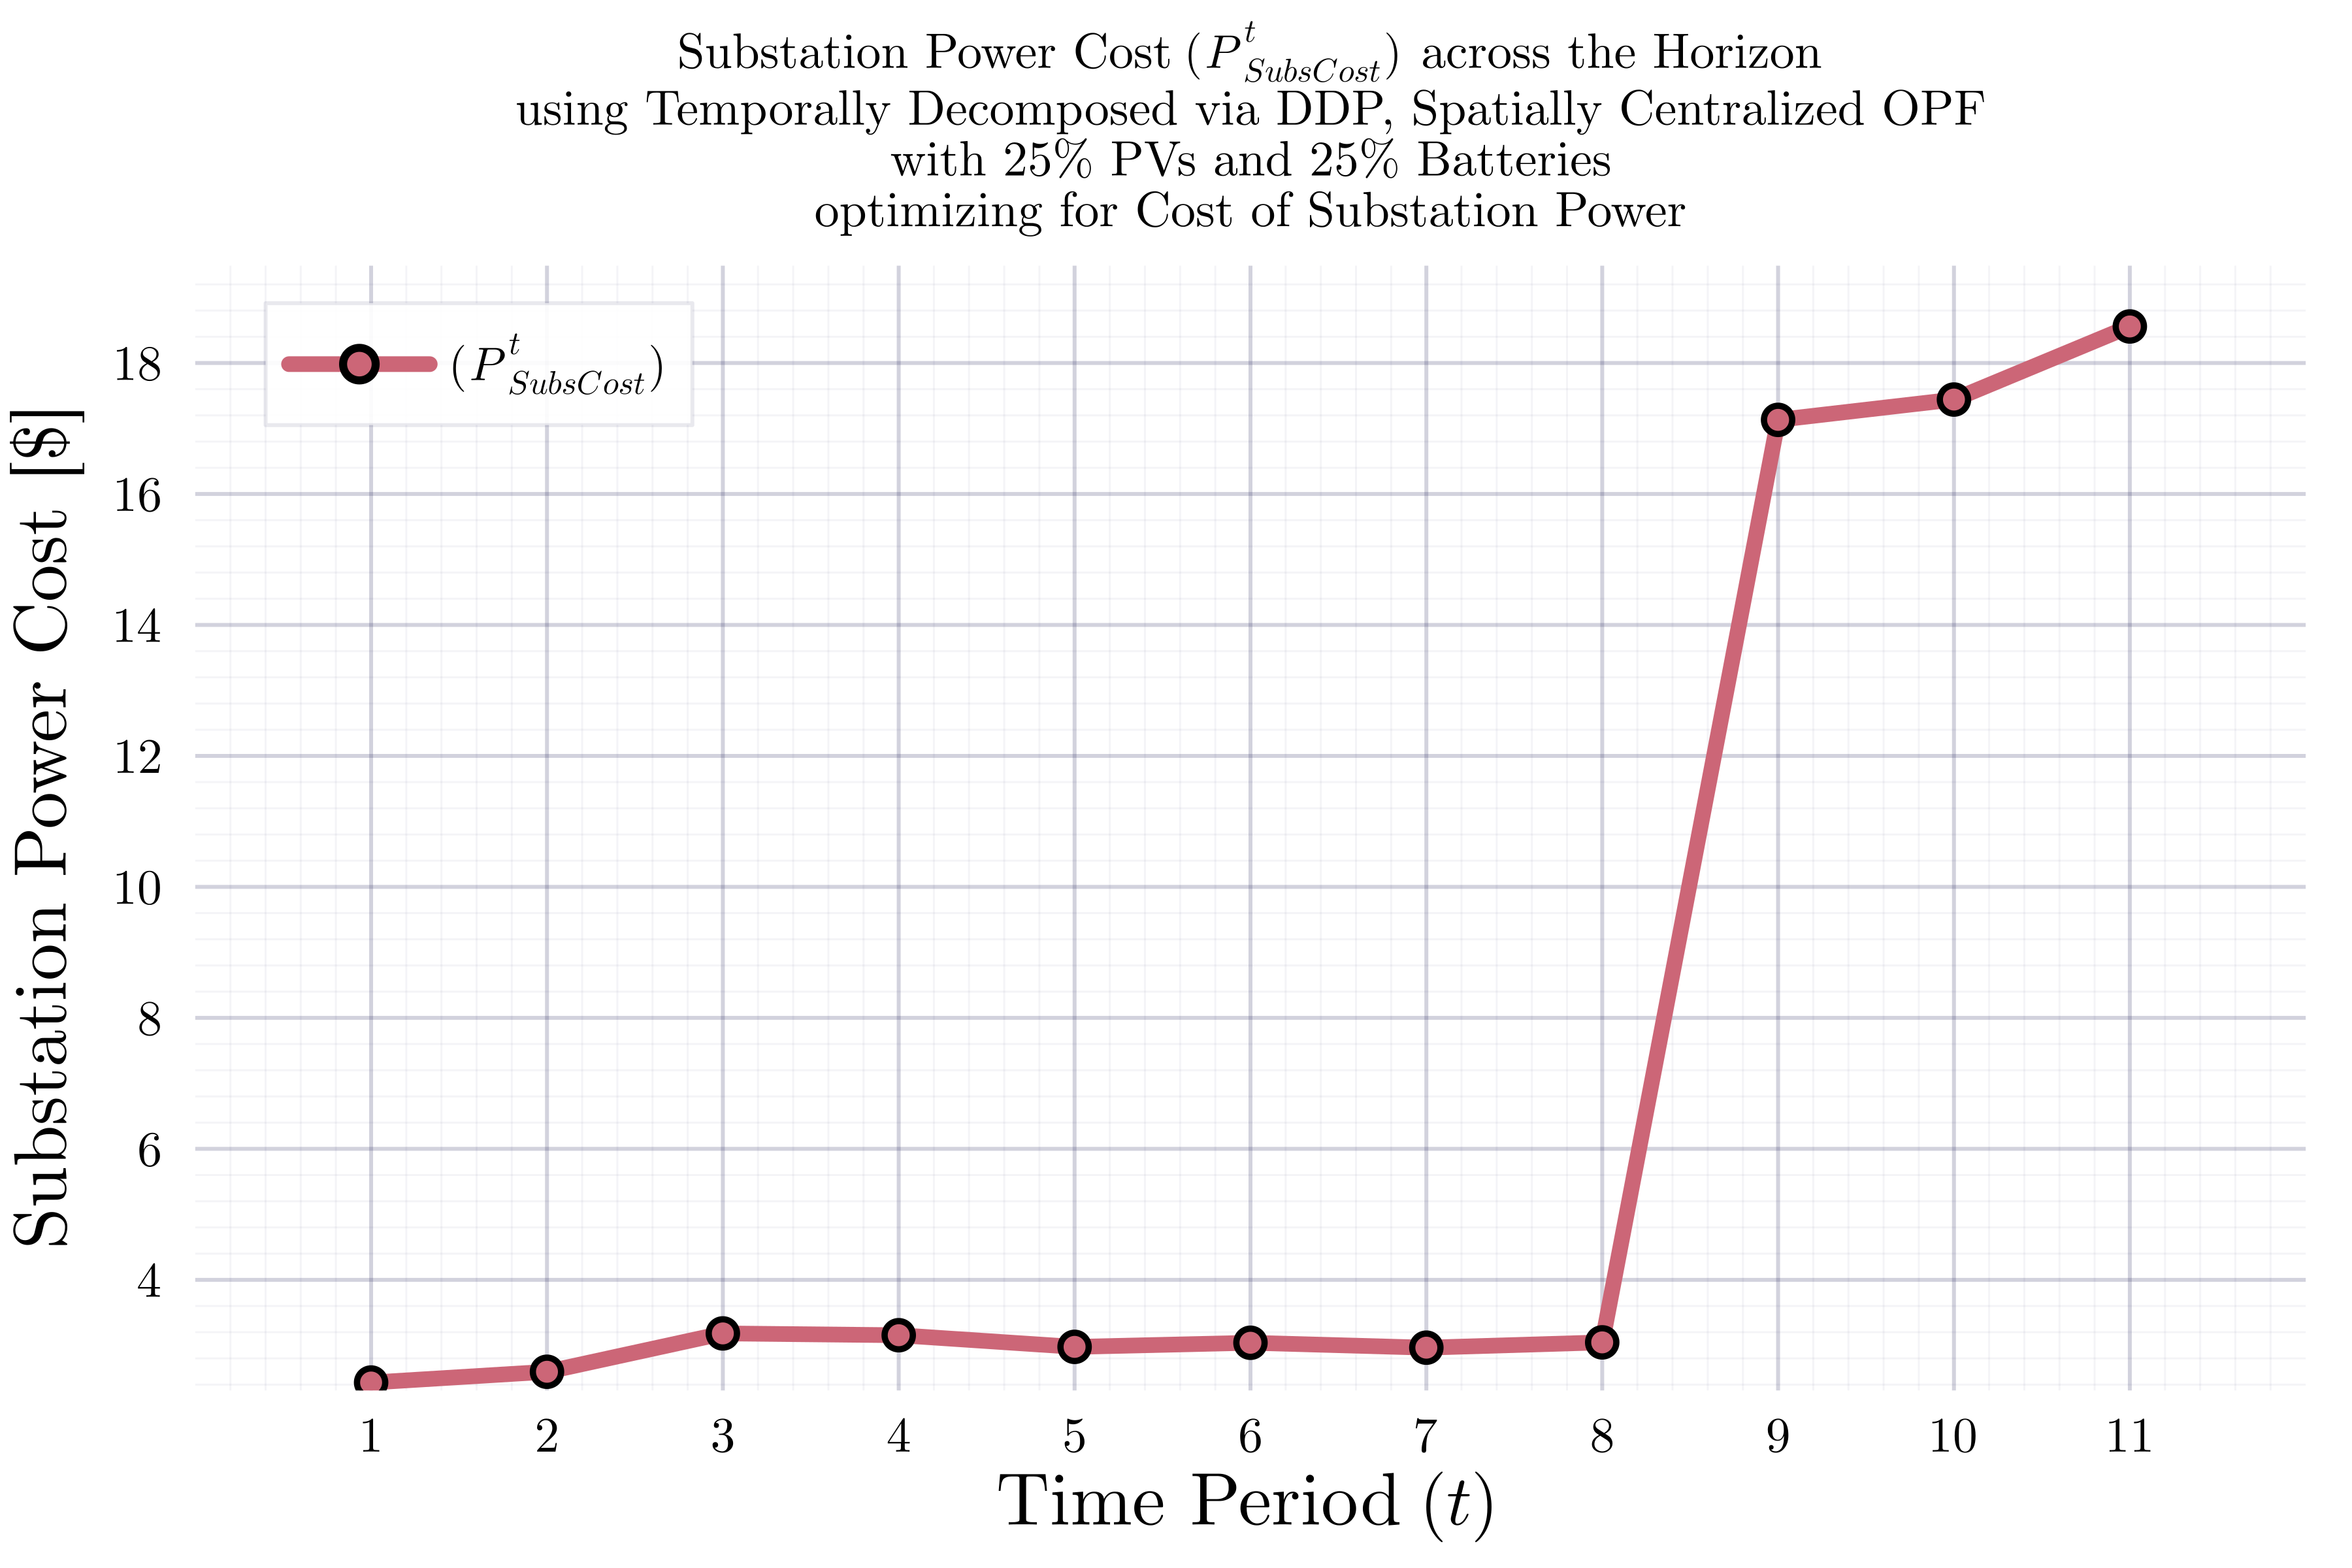 Substation Power Cost (P^t_SubsCost) across the Horizon
using Temporally Decomposed via DDP, Spatially Centralized OPF
with 25% PVs and 25% Batteries
optimizing for Cost of Substation Power
(P^t_SubsCost)
Substation Power Cost [$]
18
16
14
12
10
8
6
4
1 2 3 4 5 6 7 8 9 10 11
Time Period (t)